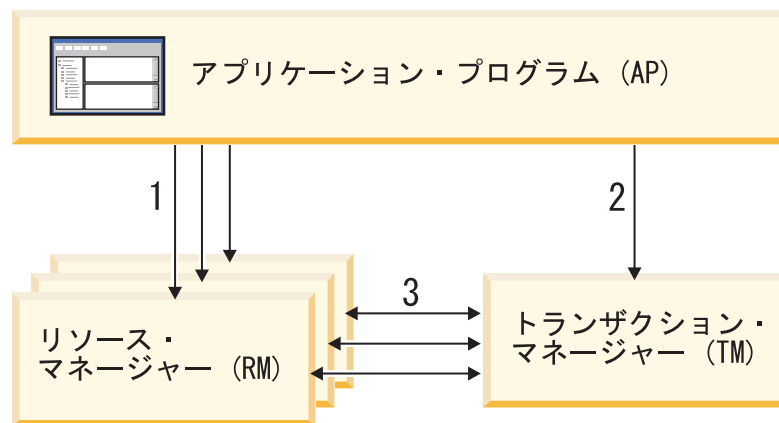 アプリケーション・プログラム (AP)
1
2
3
リソース・
マネージャー (RM)
トランザクション・
マネージャー (TM)